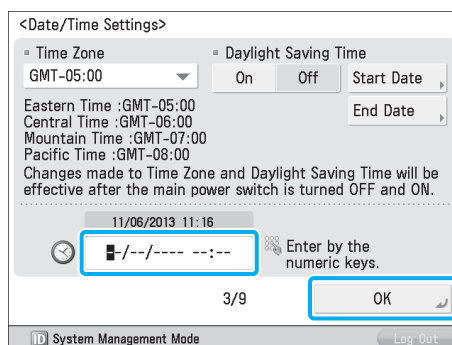 <Date/Time Settings>
Time Zone
Daylight Saving Time
GMT-05:00
On
Off
Start Date
End Date
Eastern Time :GMT-05:00
Central Time :GMT-06:00
Mountain Time :GMT-07:00
Pacific Time :GMT-08:00
Changes made to Time Zone and Daylight Saving Time will be
effective after the main power switch is turned OFF and ON.
11/06/2013 11:16
--/--/---- --:--
Enter by the
numeric keys.
3/9
OK
ID System Management Mode
Log Out